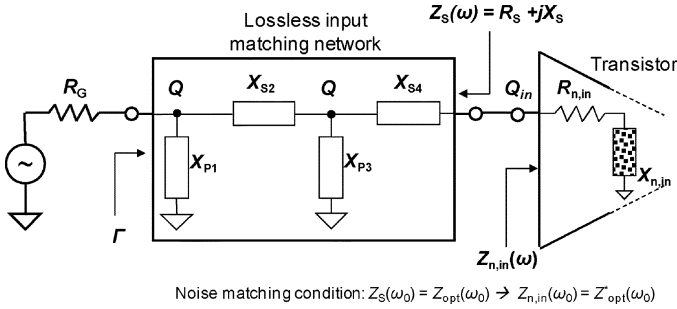 Lossless input
matching network
Z_S(ω) = R_S +jX_S
Transistor
R_G
Q
X_S2
Q
X_S4
Q_in
R_n,in
~
X_P1
X_P3
X_n,in
Γ
Z_n,in(ω)
Noise matching condition: Z_S(ω_0) = Z_opt(ω_0) → Z_n,in(ω_0) = Z*_opt(ω_0)